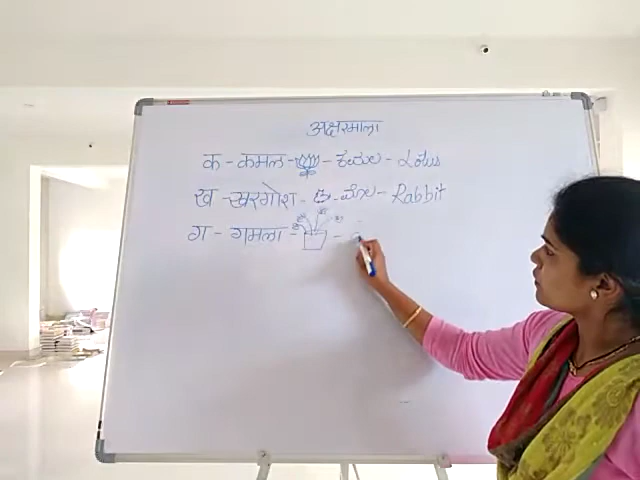 अक्षरमाला
क - कमल - ಕಮಲ - Lotus
ख - खरगोश - ಮೊಲ - Rabbit
ग - गमला - -